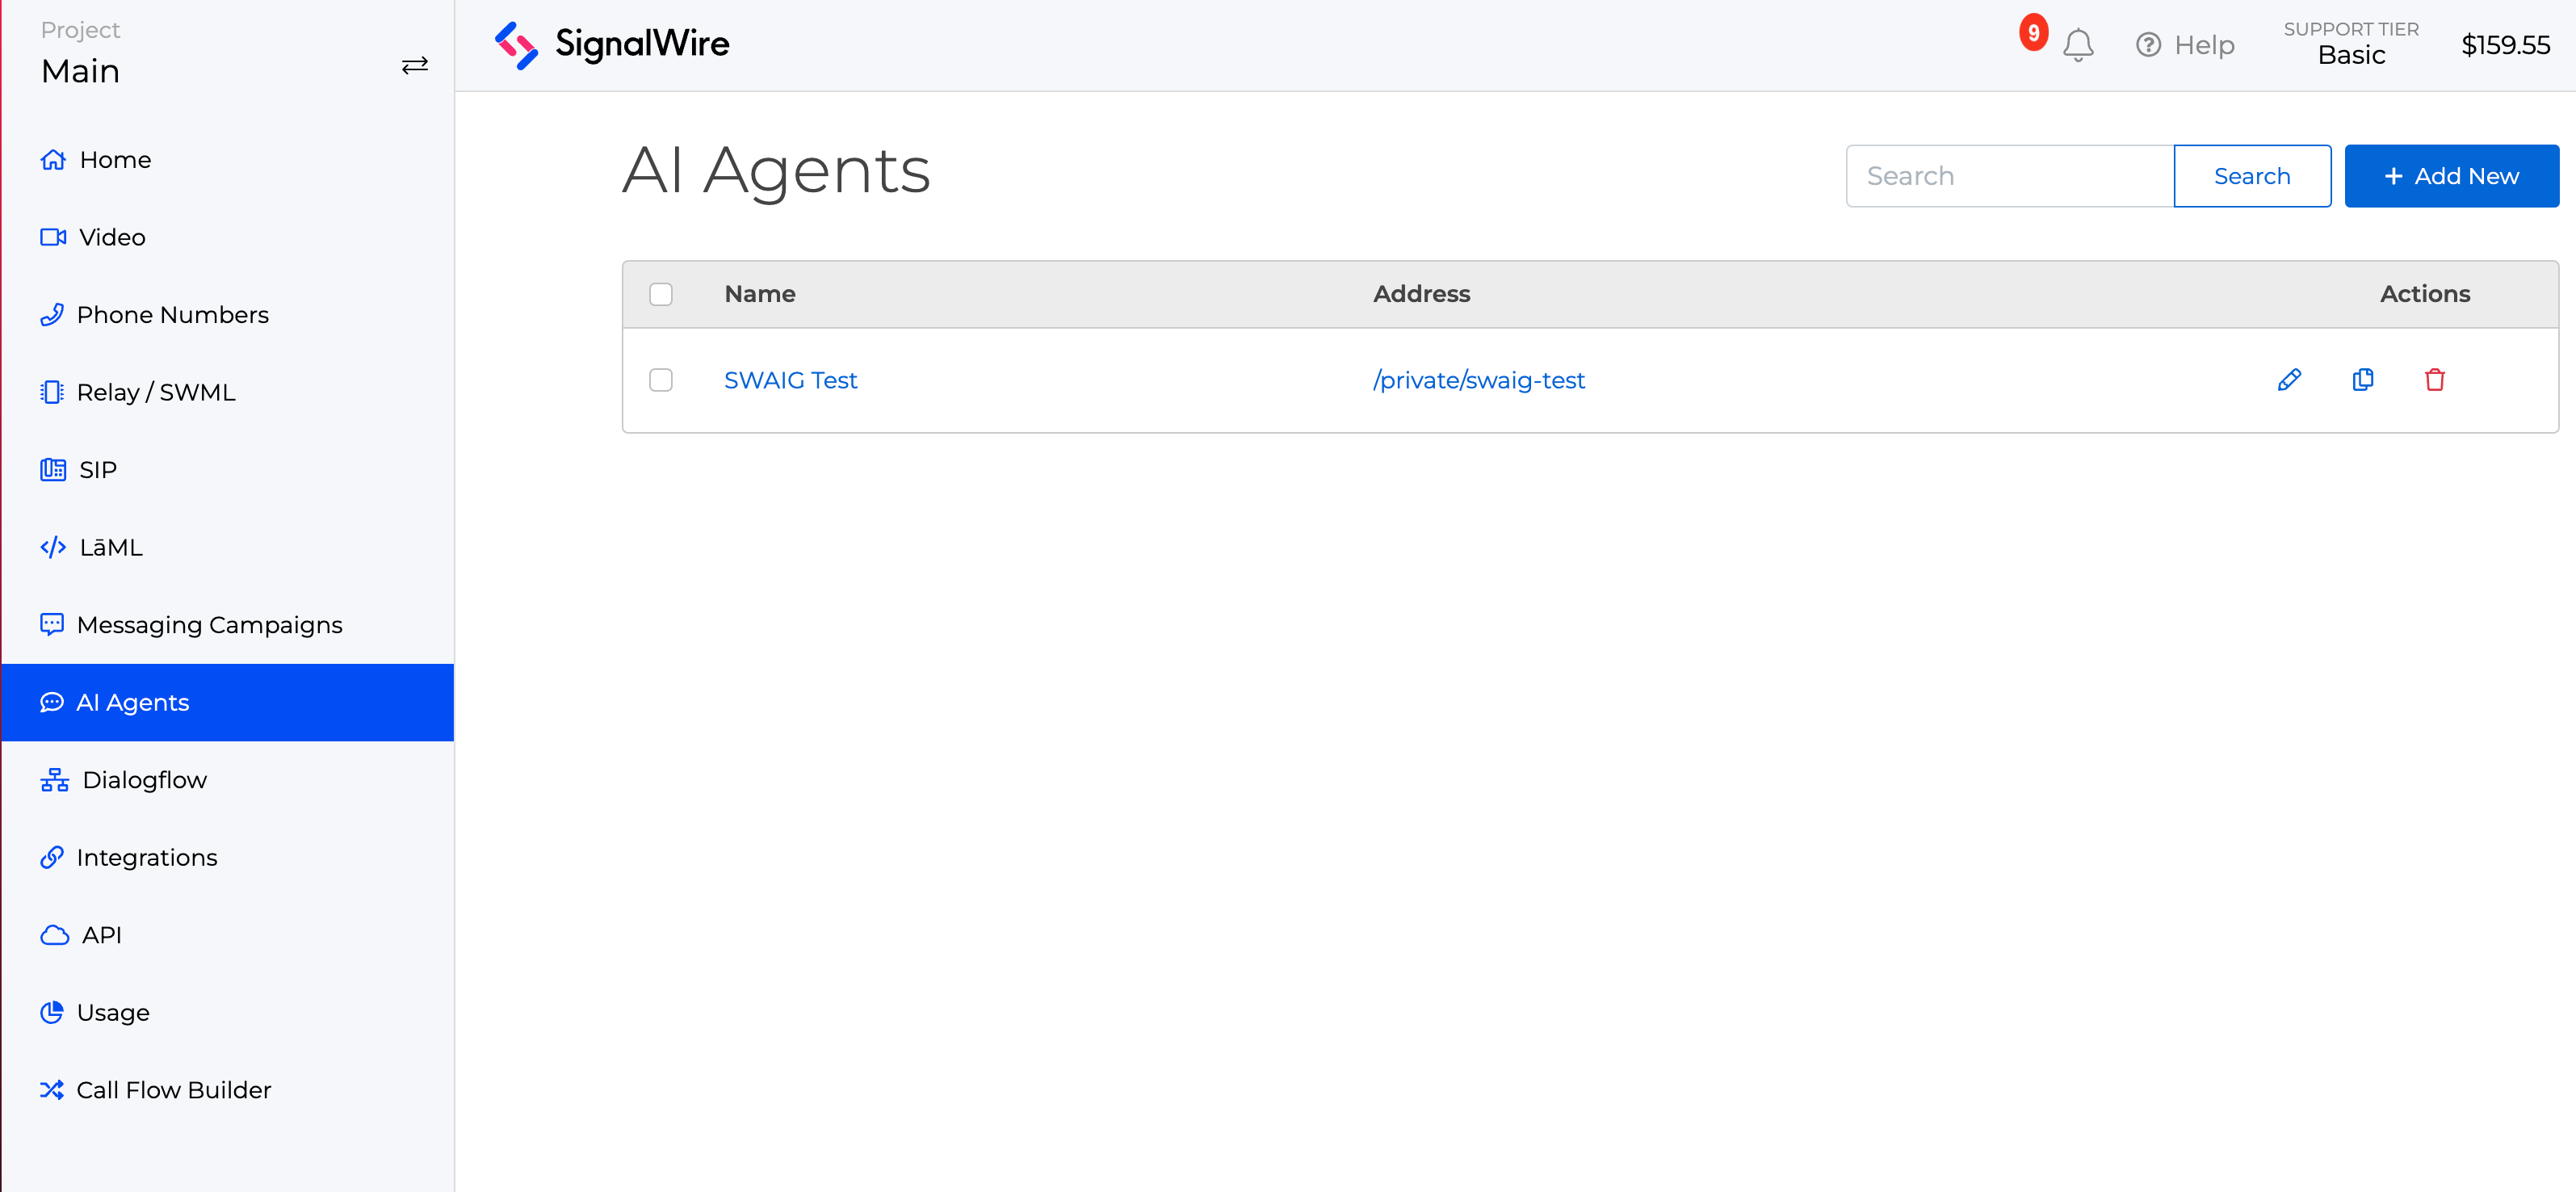 Project
Main
Home
Video
Phone Numbers
Relay / SWML
SIP
LāML
Messaging Campaigns
AI Agents
Dialogflow
Integrations
API
Usage
Call Flow Builder
SignalWire
9
Help
SUPPORT TIER
Basic
$159.55
AI Agents
Search
Search
+ Add New
Name Address Actions
SWAIG Test /private/swaig-test